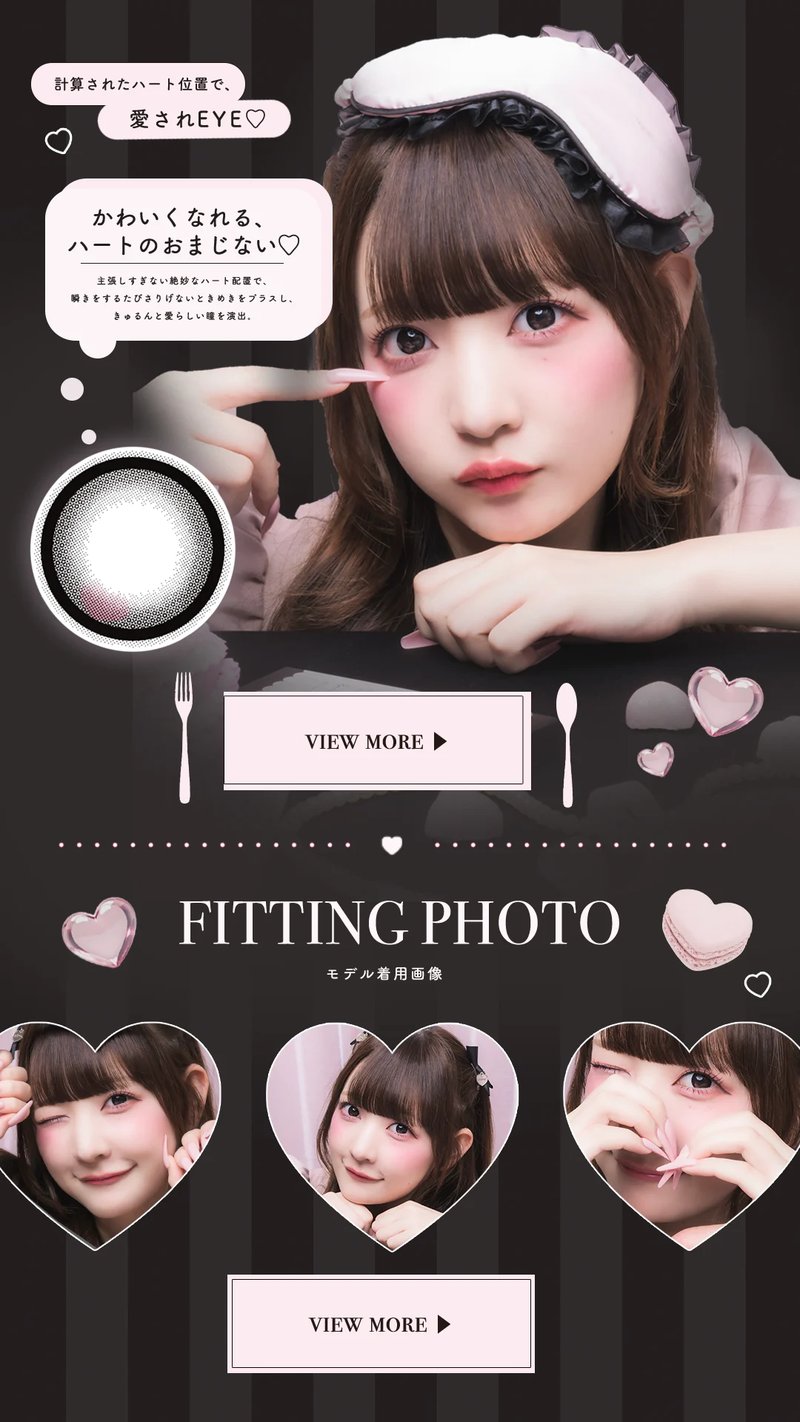 計算されたハート位置で、
愛されEYE♡
かわいくなれる、
ハートのおまじない♡
主張しすぎない絶妙なハート配置で、
瞬きをするたびさりげないときめきをプラスし、
きゅるんと愛らしい瞳を演出。
VIEW MORE ▶
FITTING PHOTO
モデル着用画像
VIEW MORE ▶